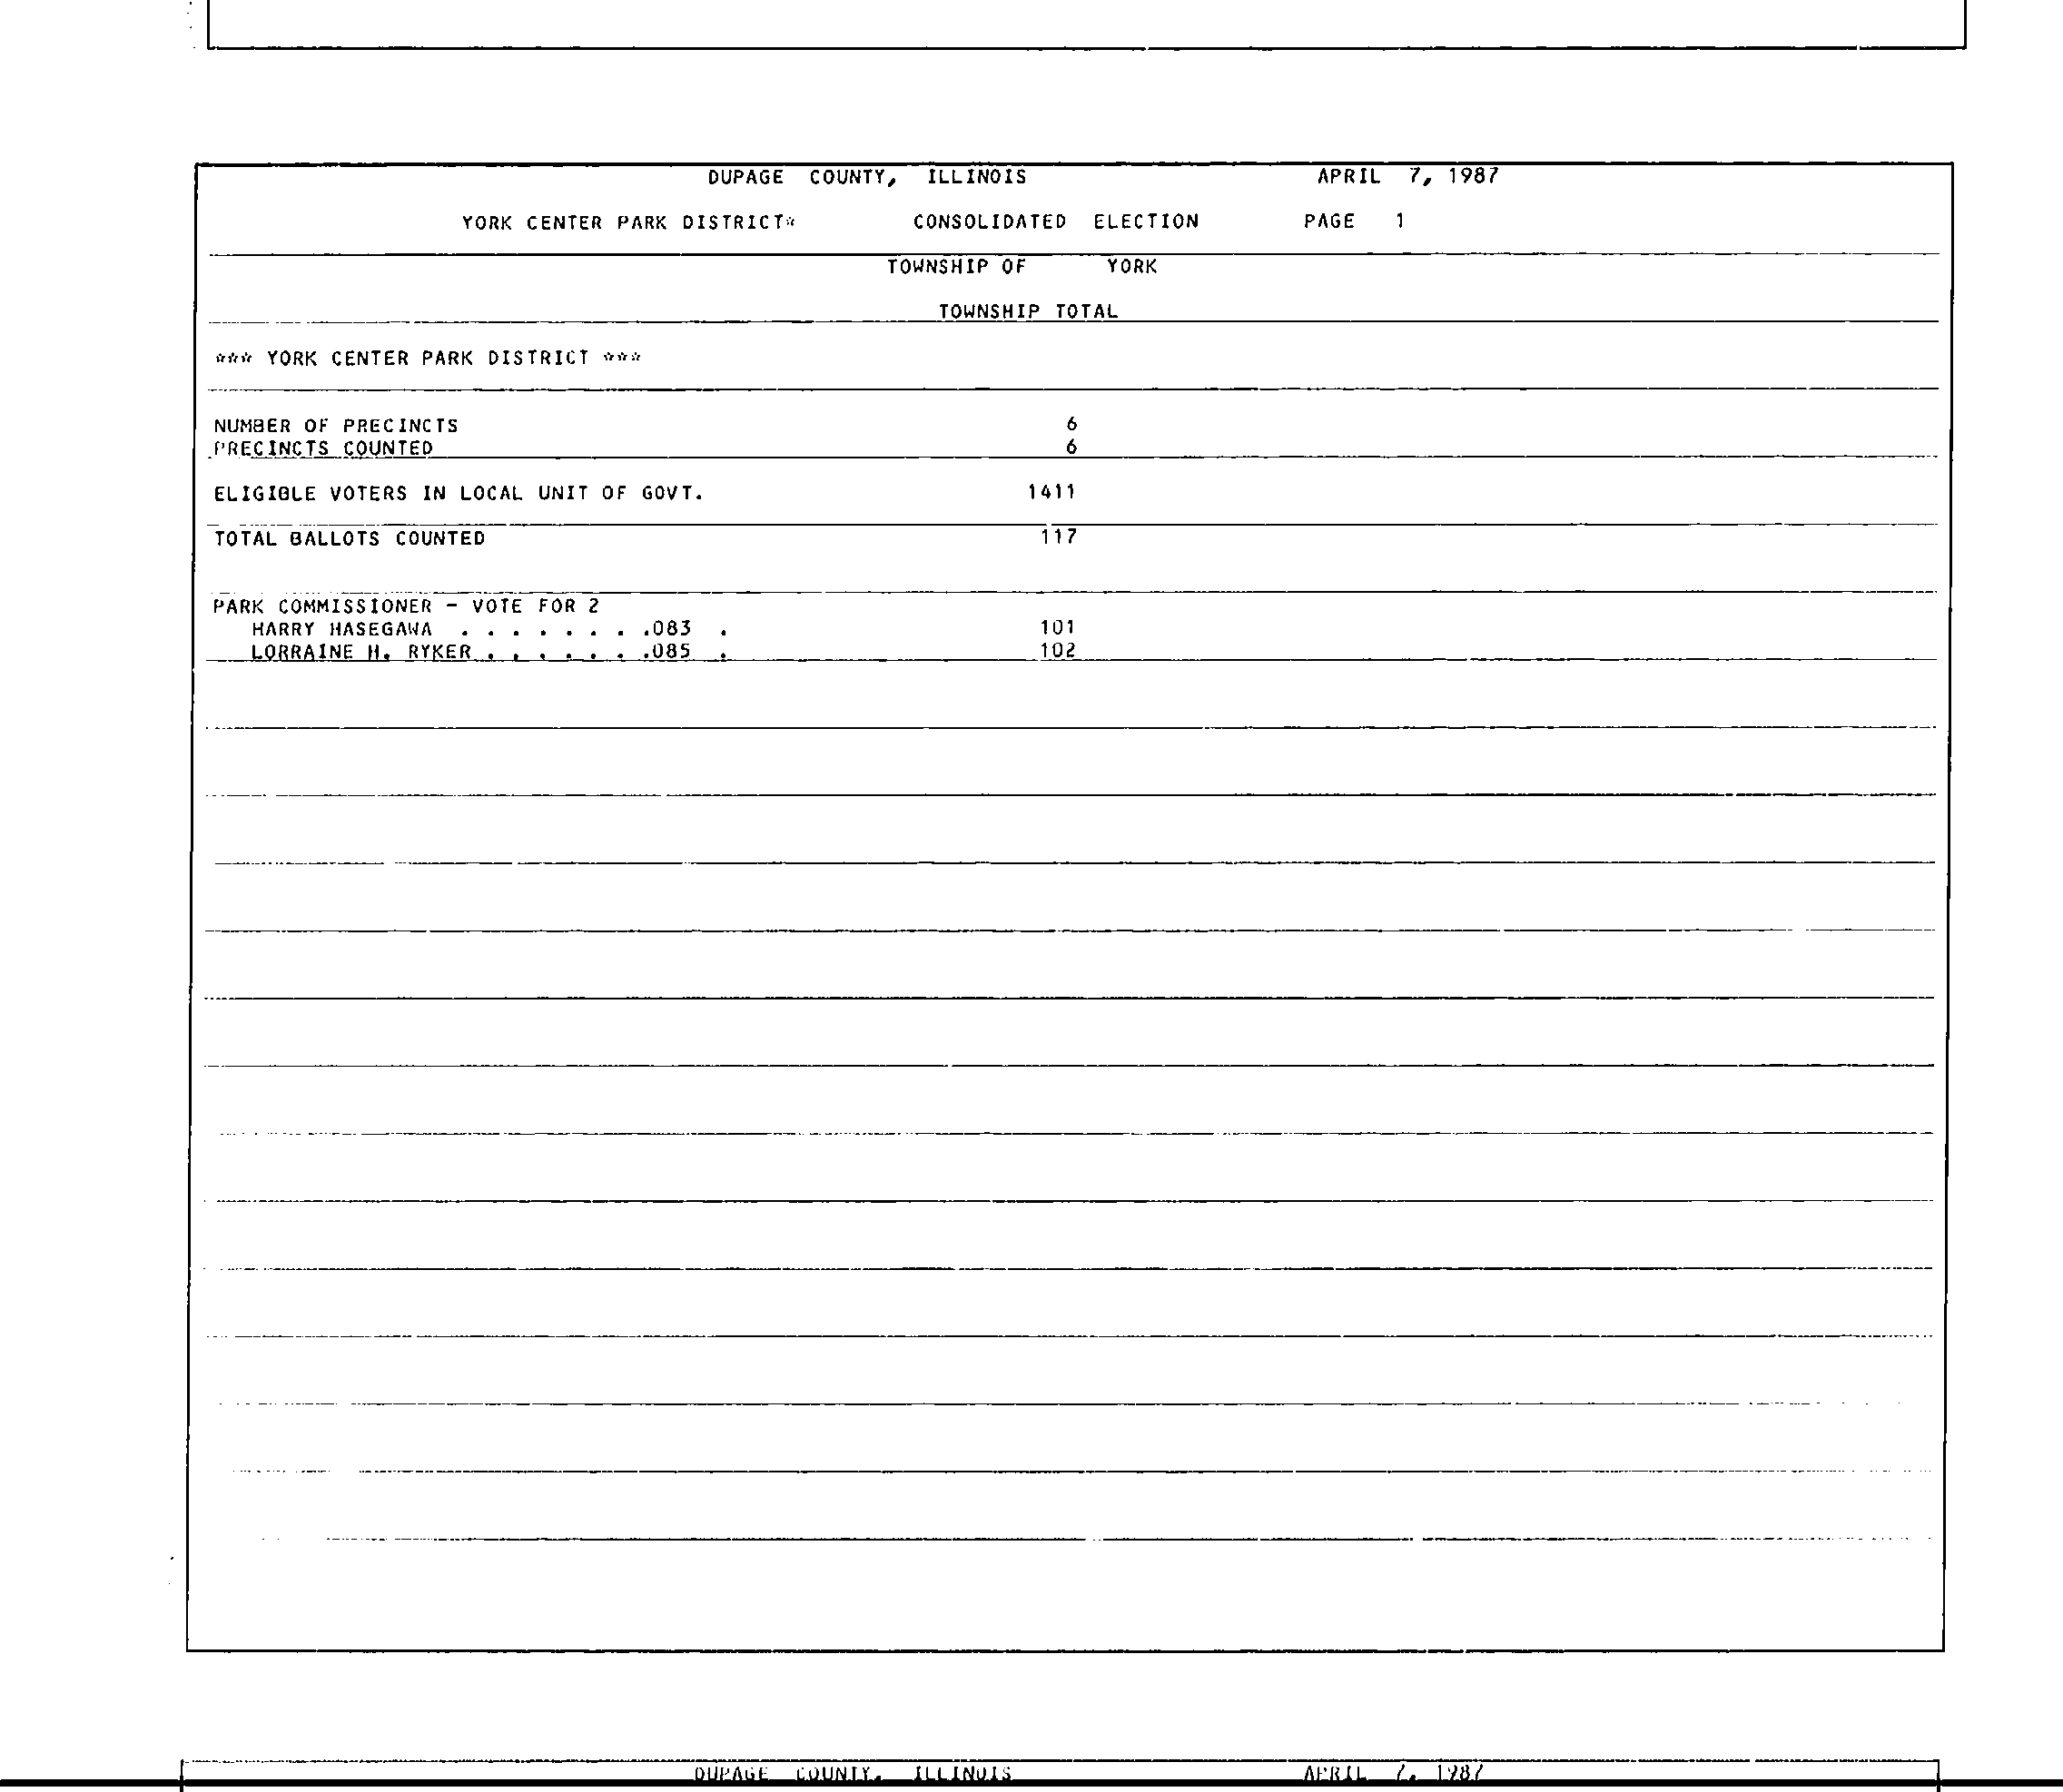 DUPAGE COUNTY, ILLINOIS APRIL 7, 1987
YORK CENTER PARK DISTRICT* CONSOLIDATED ELECTION PAGE 1
TOWNSHIP OF YORK
TOWNSHIP TOTAL
*** YORK CENTER PARK DISTRICT ***
NUMBER OF PRECINCTS 6
PRECINCTS COUNTED 6
ELIGIBLE VOTERS IN LOCAL UNIT OF GOVT. 1411
TOTAL BALLOTS COUNTED 117
PARK COMMISSIONER - VOTE FOR 2
HARRY HASEGAWA . . . . . . . .083 . 101
LORRAINE H. RYKER . . . . . . .085 . 102
DUPAGE COUNTY, ILLINOIS APRIL 7, 1987